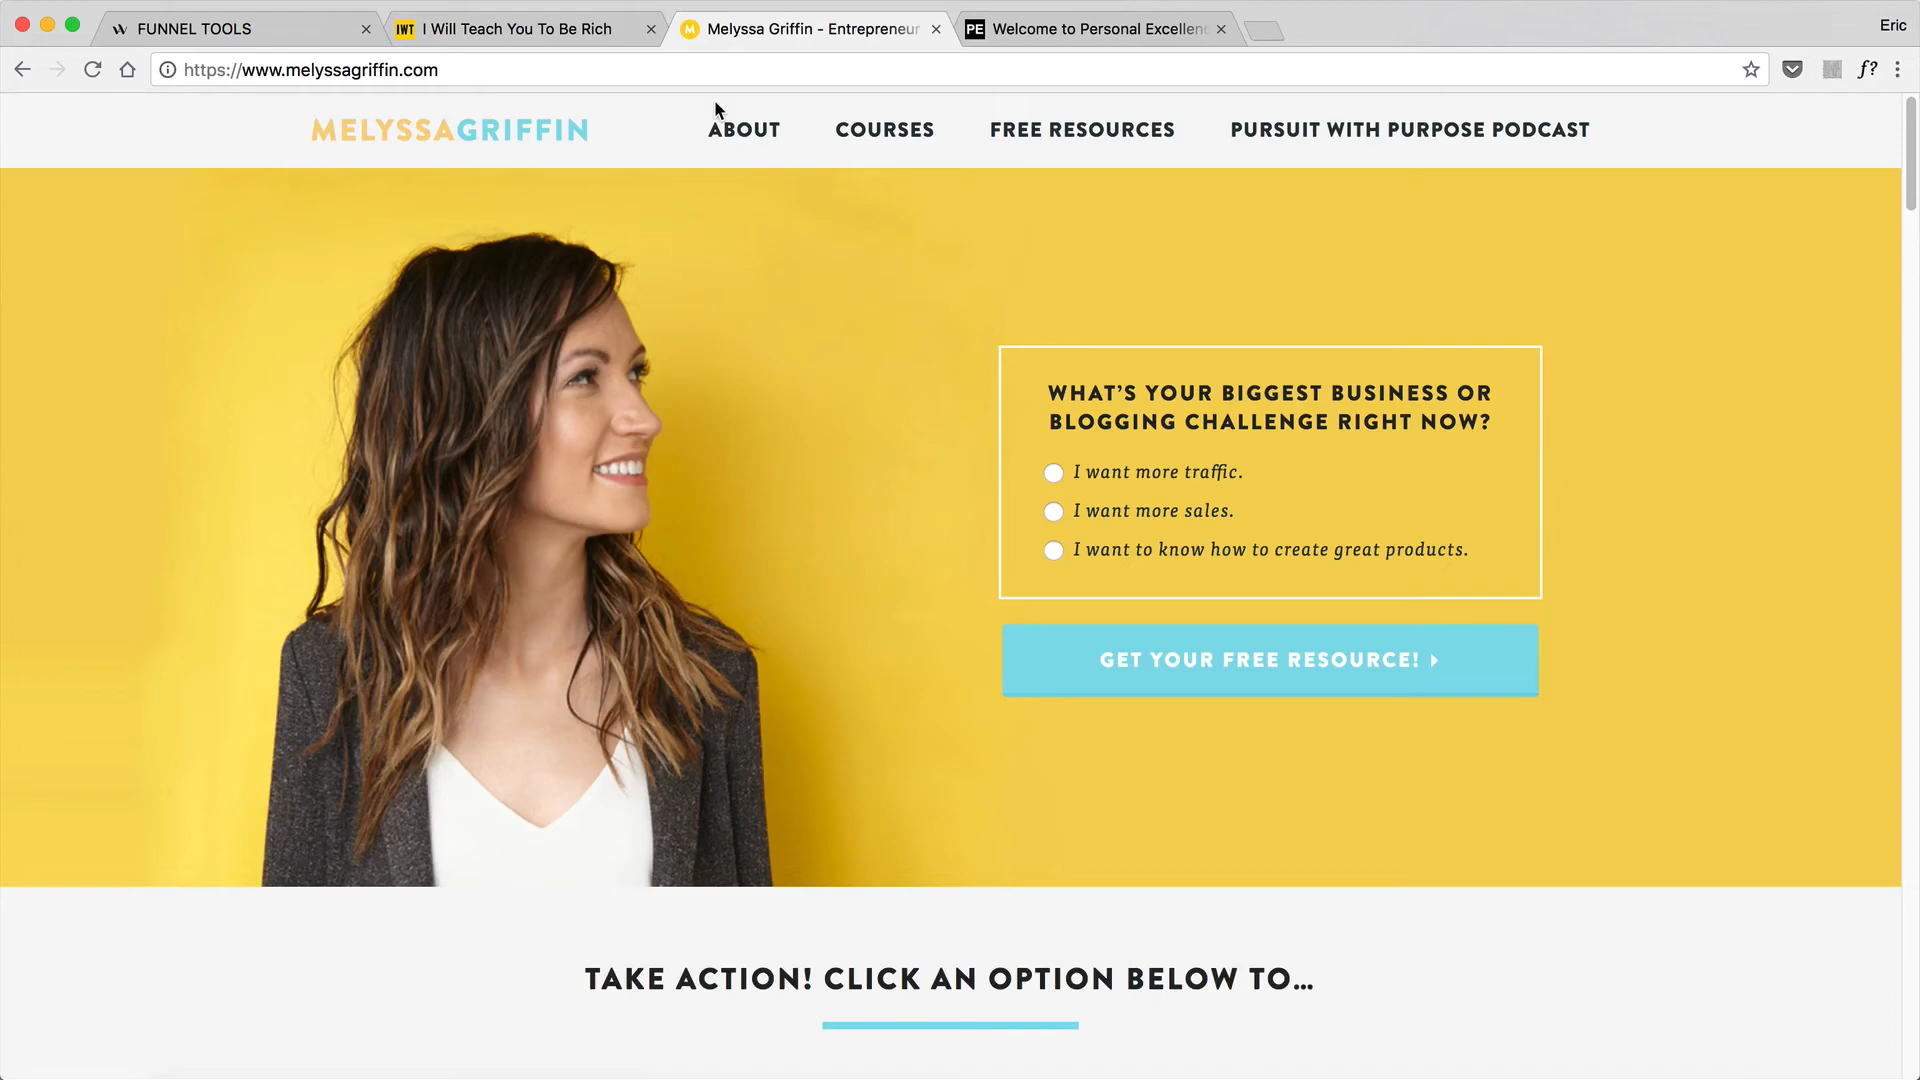 FUNNEL TOOLS
IWT I Will Teach You To Be Rich
M Melyssa Griffin - Entrepreneur
PE Welcome to Personal Excellen
Eric
https://www.melyssagriffin.com
f?
MELYSSAGRIFFIN
ABOUT
COURSES
FREE RESOURCES
PURSUIT WITH PURPOSE PODCAST
WHAT'S YOUR BIGGEST BUSINESS OR
BLOGGING CHALLENGE RIGHT NOW?
I want more traffic.
I want more sales.
I want to know how to create great products.
GET YOUR FREE RESOURCE!
TAKE ACTION! CLICK AN OPTION BELOW TO...